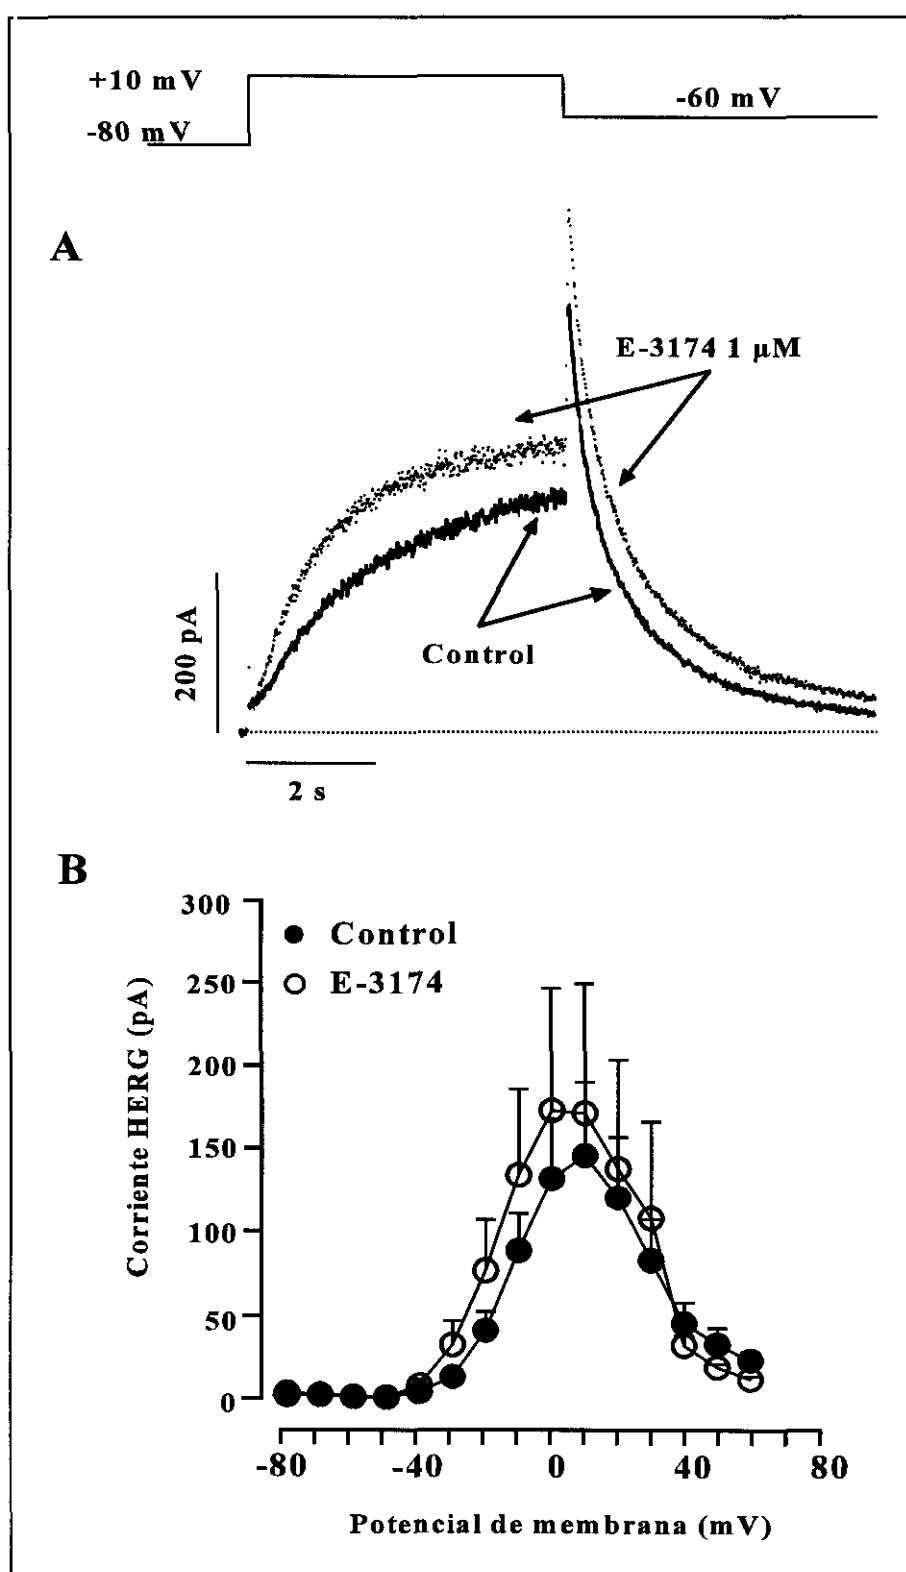 +10 mV
-60 mV
-80 mV
A
E-3174 1 µM
200 pA
Control
2 s
B
300
250
200
150
100
50
0
Corriente HERG (pA)
Control
E-3174
-80
-40
0
40
80
Potencial de membrana (mV)